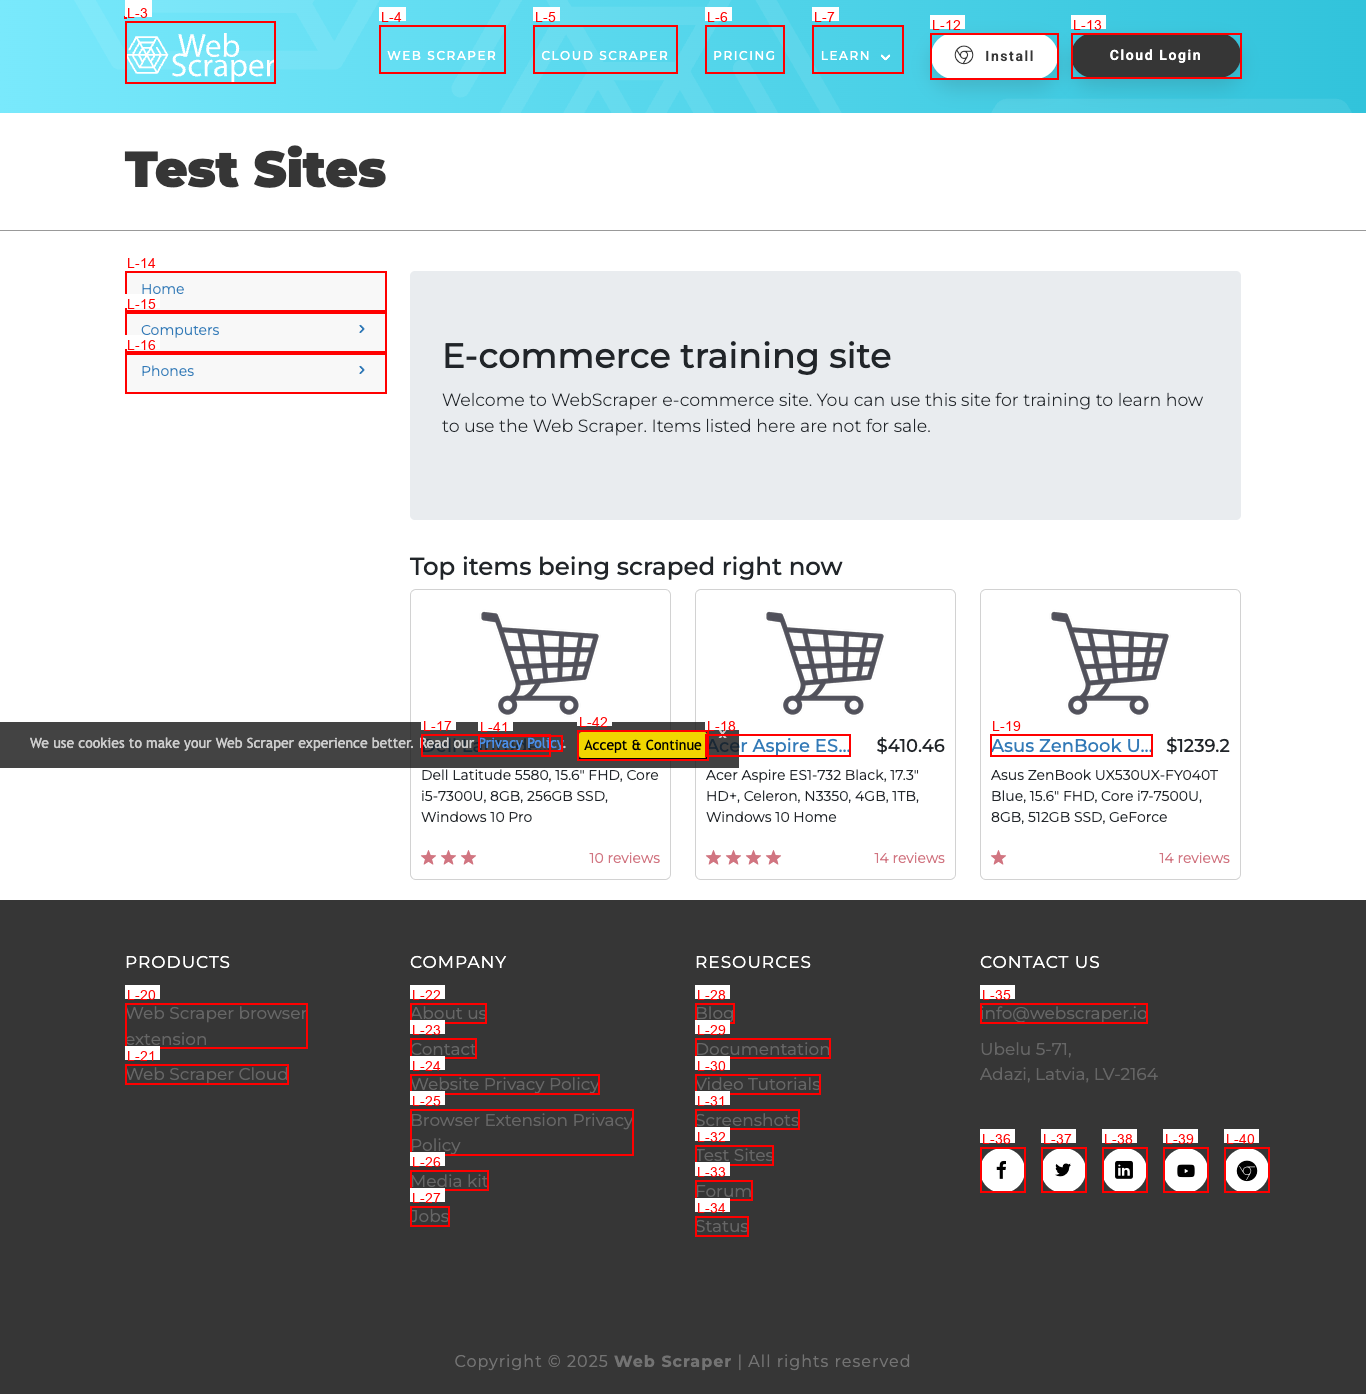 L-3
Web
Scraper
L-4
WEB SCRAPER
L-5
CLOUD SCRAPER
L-6
PRICING
L-7
LEARN
L-12
Install
L-13
Cloud Login
Test Sites
L-14
Home
L-15
Computers
L-16
Phones
E-commerce training site
Welcome to WebScraper e-commerce site. You can use this site for training to learn how
to use the Web Scraper. Items listed here are not for sale.
Top items being scraped right now
We use cookies to make your Web Scraper experience better. Read our Privacy Policy.
L-41
L-42
Accept & Continue
x
L-17
Dell Latitude 5580, 15.6" FHD, Core
i5-7300U, 8GB, 256GB SSD,
Windows 10 Pro
10 reviews
L-18
Acer Aspire ES... $410.46
Acer Aspire ES1-732 Black, 17.3"
HD+, Celeron, N3350, 4GB, 1TB,
Windows 10 Home
14 reviews
L-19
Asus ZenBook U... $1239.2
Asus ZenBook UX530UX-FY040T
Blue, 15.6" FHD, Core i7-7500U,
8GB, 512GB SSD, GeForce
14 reviews
PRODUCTS
L-20
Web Scraper browser
extension
L-21
Web Scraper Cloud
COMPANY
L-22
About us
L-23
Contact
L-24
Website Privacy Policy
L-25
Browser Extension Privacy
Policy
L-26
Media kit
L-27
Jobs
RESOURCES
L-28
Blog
L-29
Documentation
L-30
Video Tutorials
L-31
Screenshots
L-32
Test Sites
L-33
Forum
L-34
Status
CONTACT US
L-35
info@webscraper.io
Ubelu 5-71,
Adazi, Latvia, LV-2164
L-36
L-37
L-38
L-39
L-40
Copyright © 2025 Web Scraper | All rights reserved